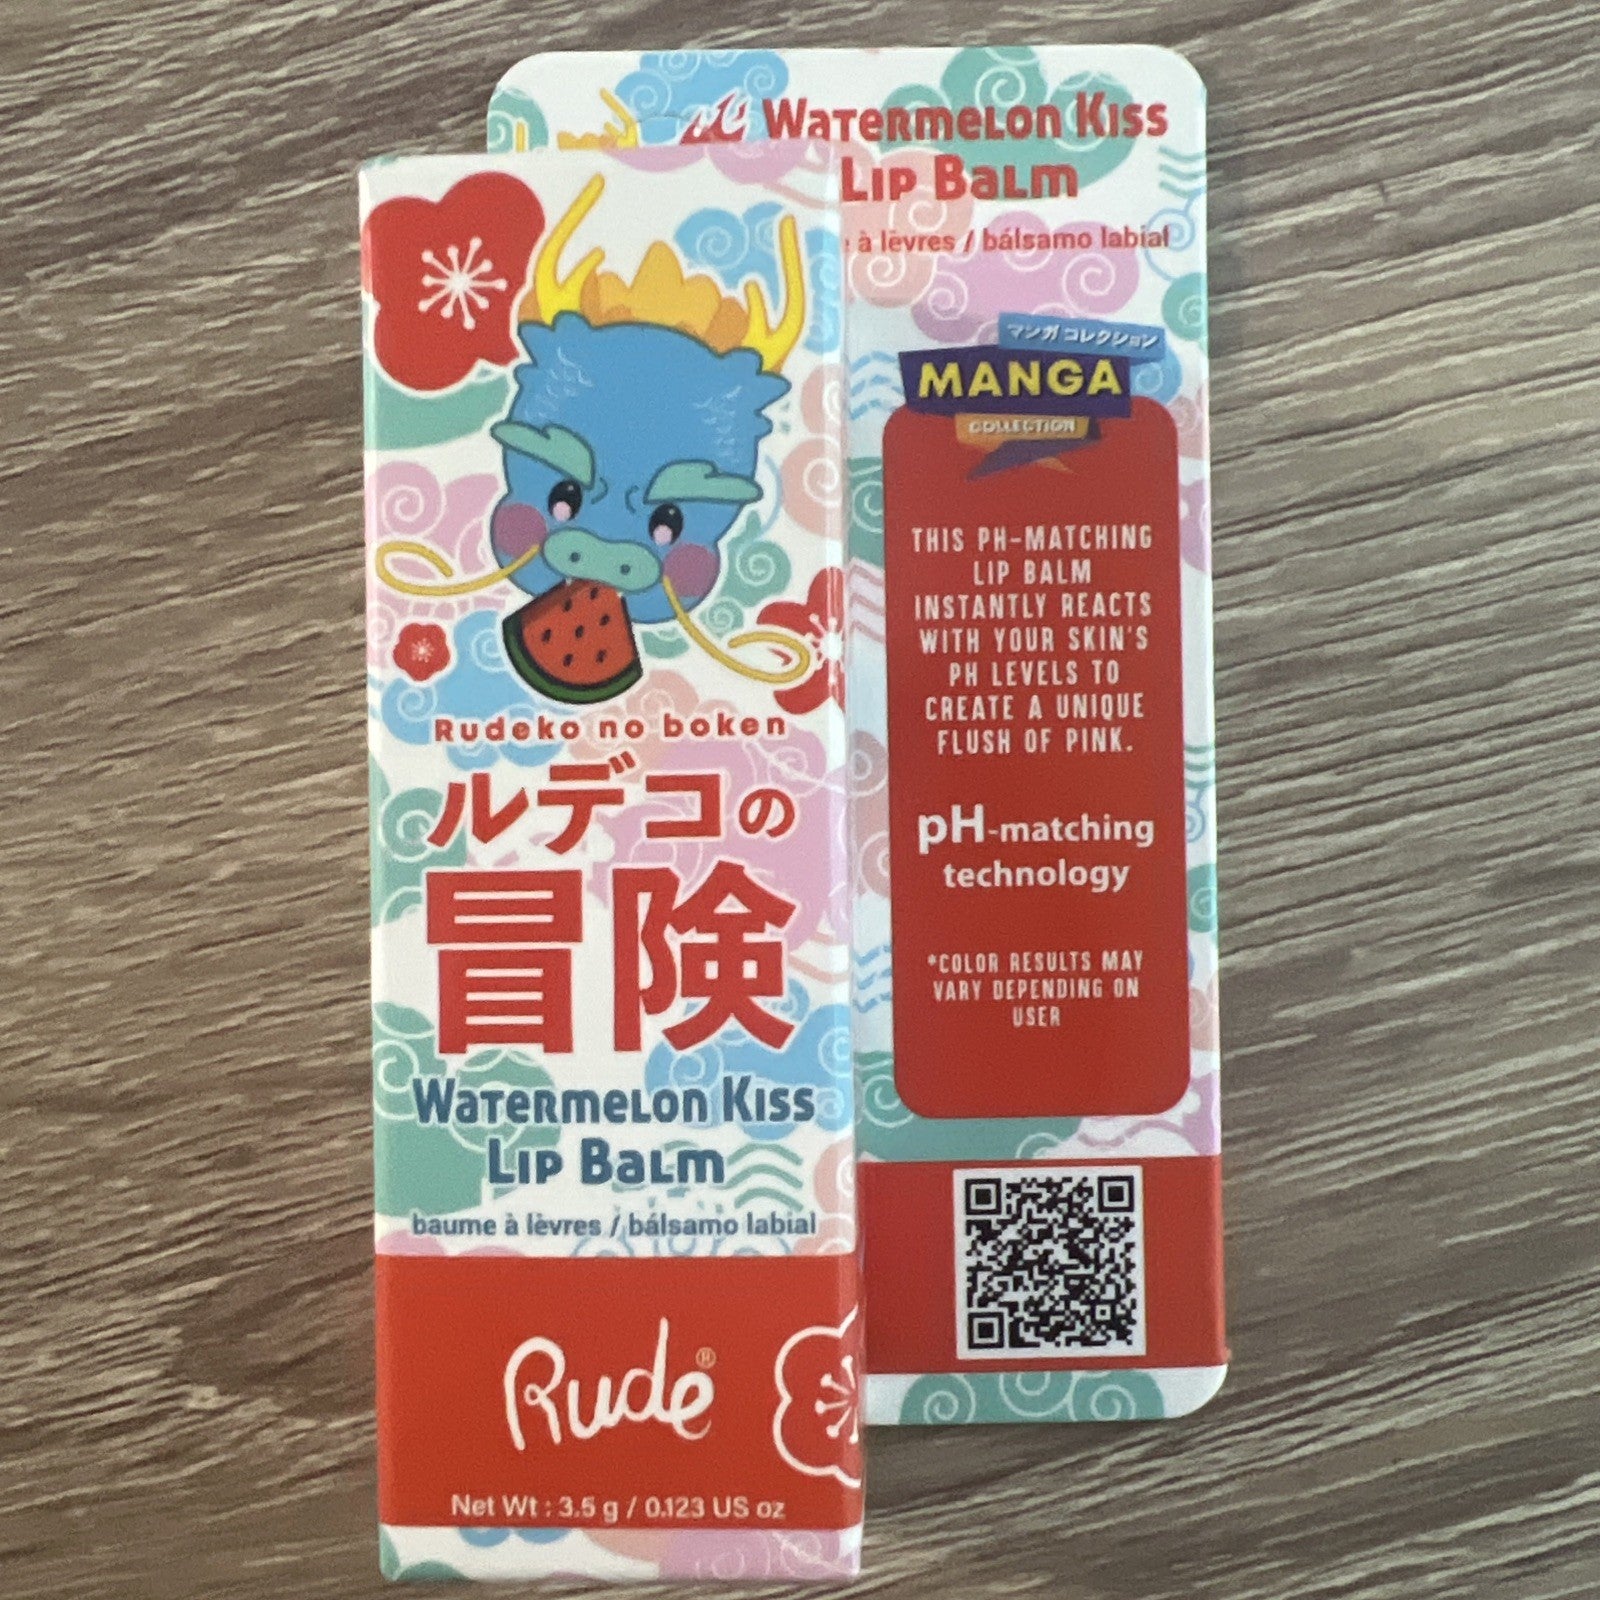 Watermelon Kiss
Lip Balm
à lèvres / bálsamo labial
マンガ コレクション
MANGA
COLLECTION
THIS PH-MATCHING
LIP BALM
INSTANTLY REACTS
WITH YOUR SKIN'S
PH LEVELS TO
CREATE A UNIQUE
FLUSH OF PINK.
pH-matching
technology
*COLOR RESULTS MAY
VARY DEPENDING ON
USER
Rudeko no boken
ルデコの
冒険
Watermelon Kiss
Lip Balm
baume à lèvres / bálsamo labial
Rude®
Net Wt : 3.5 g / 0.123 US oz